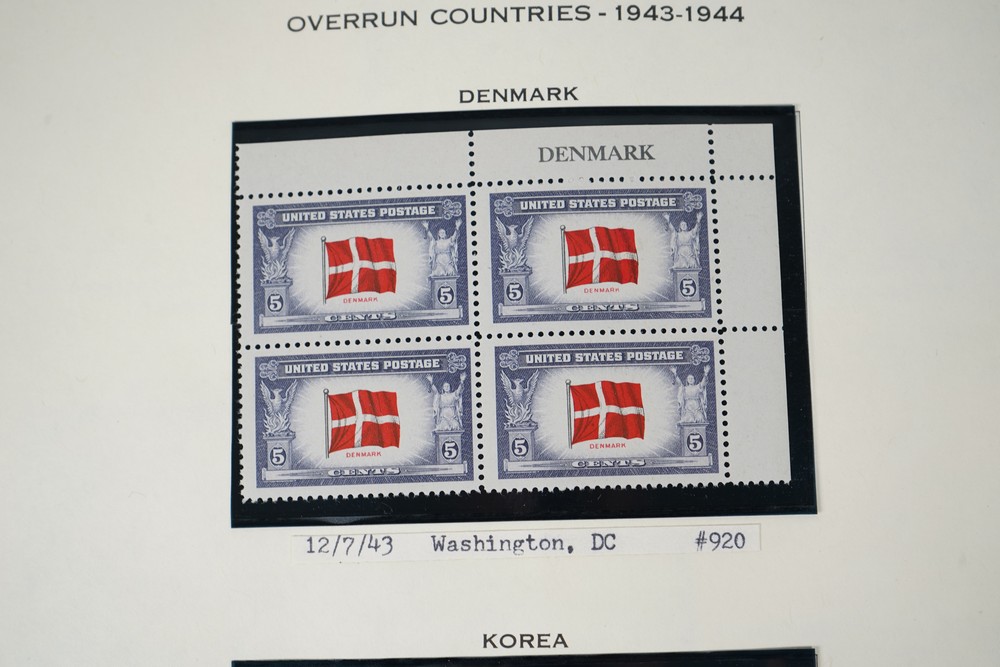 OVERRUN COUNTRIES - 1943-1944
DENMARK
DENMARK
UNITED STATES POSTAGE
DENMARK
5 5
CENTS
UNITED STATES POSTAGE
DENMARK
5 5
CENTS
UNITED STATES POSTAGE
DENMARK
5 5
CENTS
UNITED STATES POSTAGE
DENMARK
5 5
CENTS
12/7/43 Washington, DC #920
KOREA